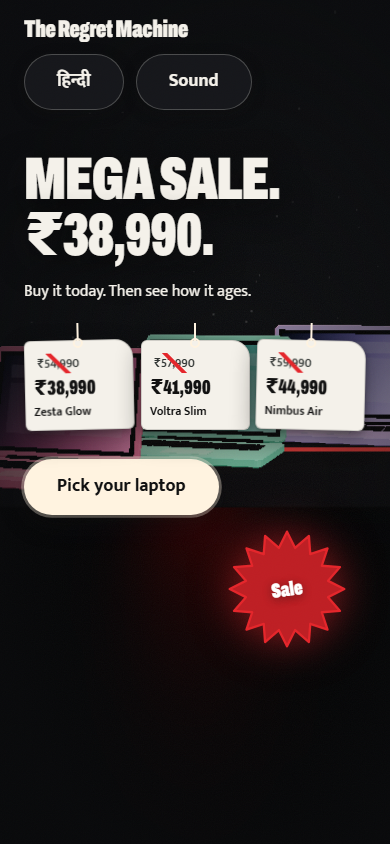 The Regret Machine
हिन्दी
Sound
MEGA SALE.
₹38,990.
Buy it today. Then see how it ages.
₹54,990
₹38,990
Zesta Glow
₹57,990
₹41,990
Voltra Slim
₹59,990
₹44,990
Nimbus Air
Pick your laptop
Sale